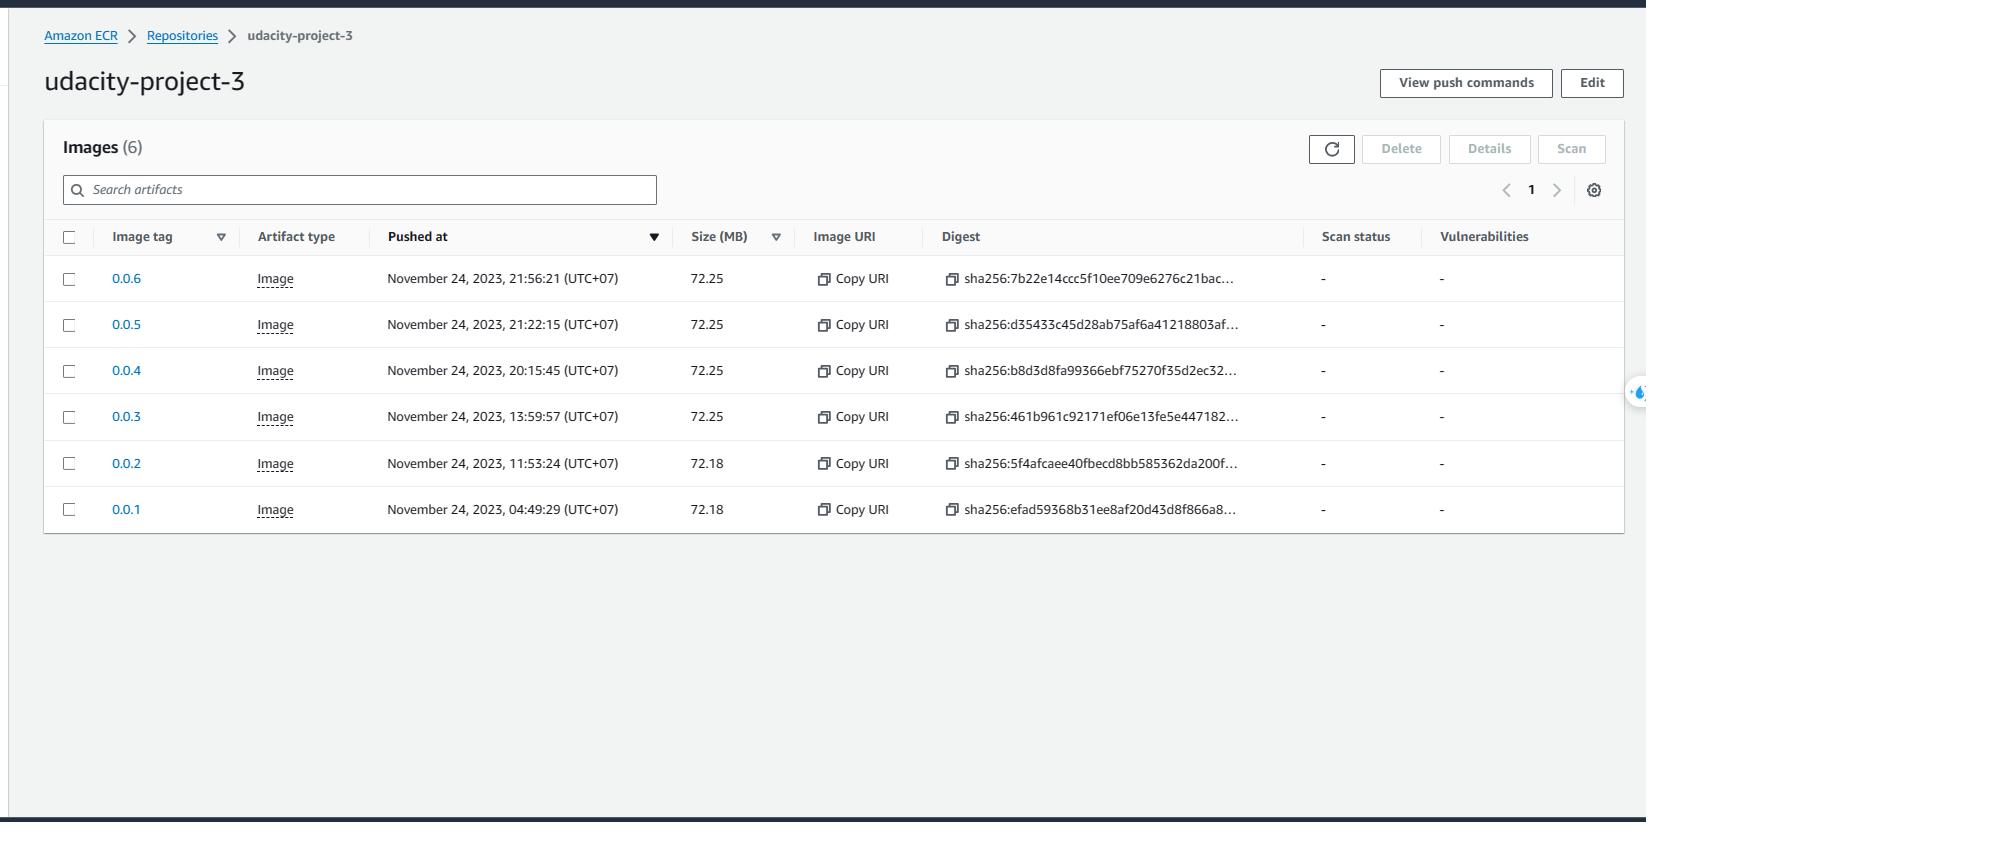 Amazon ECR > Repositories > udacity-project-3
udacity-project-3
View push commands
Edit
Images (6)
Delete
Details
Scan
Search artifacts
1
Image tag Artifact type Pushed at Size (MB) Image URI Digest Scan status Vulnerabilities
0.0.6 Image November 24, 2023, 21:56:21 (UTC+07) 72.25 Copy URI sha256:7b22e14ccc5f10ee709e6276c21bac... - -
0.0.5 Image November 24, 2023, 21:22:15 (UTC+07) 72.25 Copy URI sha256:d35433c45d28ab75af6a41218803af... - -
0.0.4 Image November 24, 2023, 20:15:45 (UTC+07) 72.25 Copy URI sha256:b8d3d8fa99366ebf75270f35d2ec32... - -
0.0.3 Image November 24, 2023, 13:59:57 (UTC+07) 72.25 Copy URI sha256:461b961c92171ef06e13fe5e447182... - -
0.0.2 Image November 24, 2023, 11:53:24 (UTC+07) 72.18 Copy URI sha256:5f4afcaee40fbecd8bb585362da200f... - -
0.0.1 Image November 24, 2023, 04:49:29 (UTC+07) 72.18 Copy URI sha256:efad59368b31ee8af20d43d8f866a8... - -